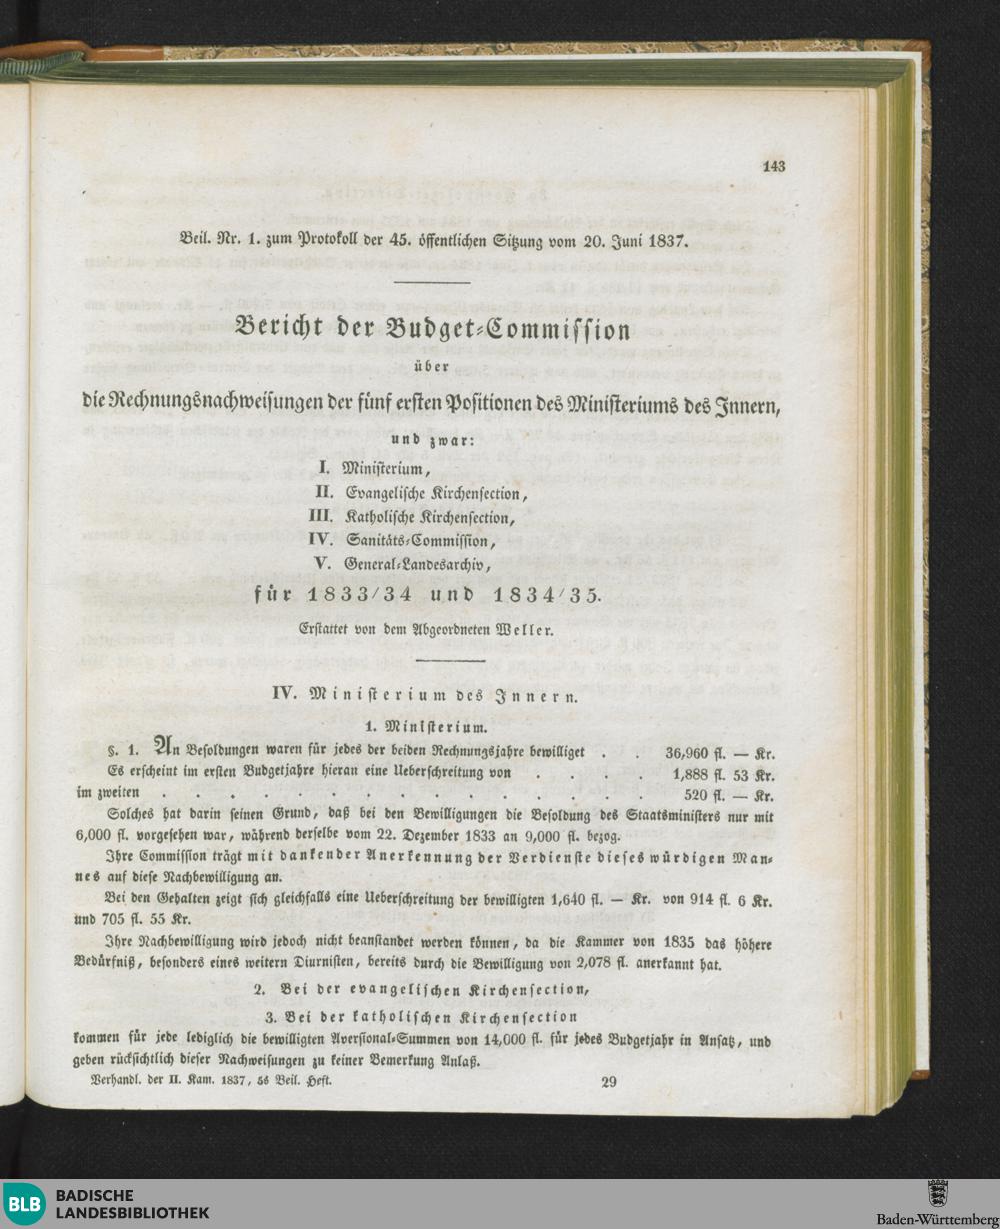 143
Beil. Nr. 1. zum Protokoll der 45. öffentlichen Sitzung vom 20. Juni 1837.
Bericht der Budget-Commission
über
die Rechnungsnachweisungen der fünf ersten Positionen des Ministeriums des Innern,
und zwar:
I. Ministerium,
II. Evangelische Kirchensection,
III. Katholische Kirchensection,
IV. Sanitäts-Commission,
V. General-Landesarchiv,
für 1833/34 und 1834/35.
Erstattet von dem Abgeordneten Weller.
IV. Ministerium des Innern.
1. Ministerium.
§. 1. An Besoldungen waren für jedes der beiden Rechnungsjahre bewilliget . . 36,960 fl. — Kr.
Es erscheint im ersten Budgetjahre hieran eine Ueberschreitung von . . . . 1,888 fl. 53 Kr.
im zweiten . . . . . . . . . . . . . . . . . 520 fl. — Kr.
Solches hat darin seinen Grund, daß bei den Bewilligungen die Besoldung des Staatsministers nur mit
6,000 fl. vorgesehen war, während derselbe vom 22. Dezember 1833 an 9,000 fl. bezog.
Ihre Commission trägt mit dankender Anerkennung der Verdienste dieses würdigen Man-
nes auf diese Nachbewilligung an.
Bei den Gehalten zeigt sich gleichfalls eine Ueberschreitung der bewilligten 1,640 fl. — Kr. von 914 fl. 6 Kr.
und 705 fl. 55 Kr.
Ihre Nachbewilligung wird jedoch nicht beanstandet werden können, da die Kammer von 1835 das höhere
Bedürfniß, besonders eines weitern Diurnisten, bereits durch die Bewilligung von 2,078 fl. anerkannt hat.
2. Bei der evangelischen Kirchensection,
3. Bei der katholischen Kirchensection
kommen für jede lediglich die bewilligten Aversional-Summen von 14,000 fl. für jedes Budgetjahr in Ansatz, und
geben rücksichtlich dieser Nachweisungen zu keiner Bemerkung Anlaß.
Verhandl. der II. Kam. 1837, 5s Beil. Heft. 29
BLB BADISCHE
LANDESBIBLIOTHEK
Baden-Württemberg